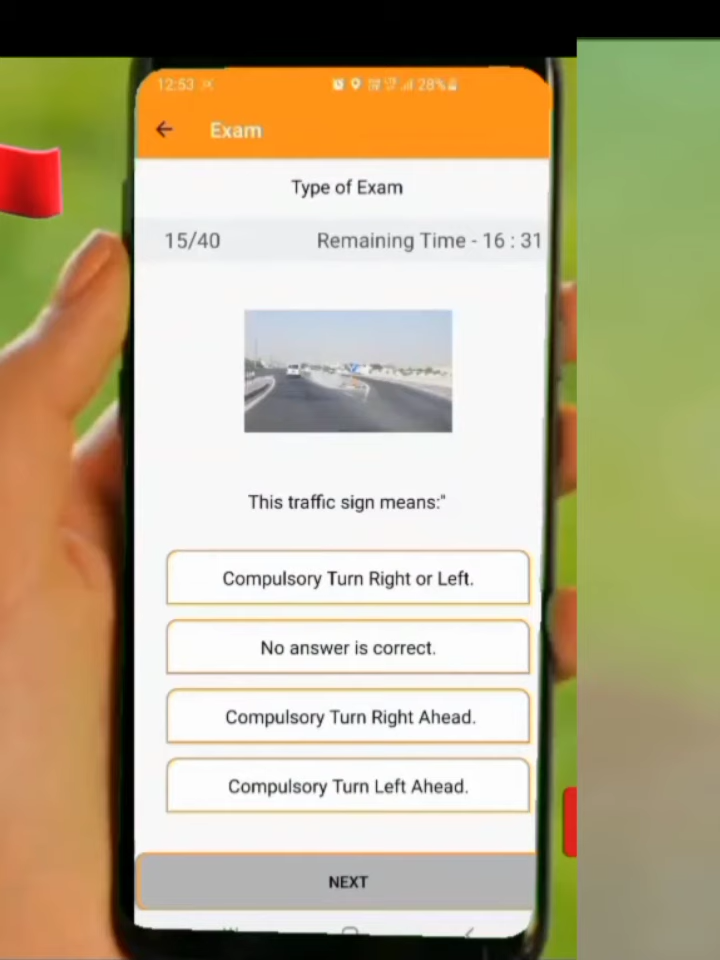 12:53
28%
Exam
Type of Exam
15/40
Remaining Time - 16 : 31
This traffic sign means:"
Compulsory Turn Right or Left.
No answer is correct.
Compulsory Turn Right Ahead.
Compulsory Turn Left Ahead.
NEXT